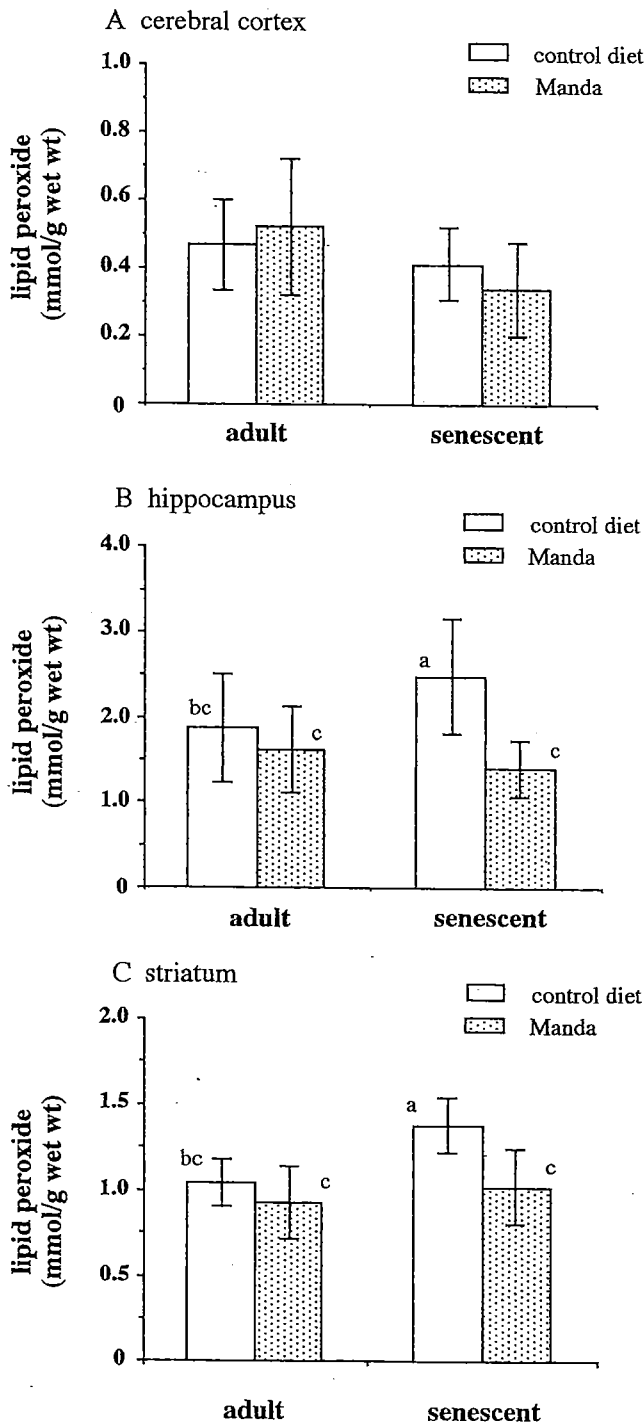 A cerebral cortex
control diet
Manda
1.0
0.8
0.6
0.4
0.2
0
lipid peroxide
(mmol/g wet wt)
adult
senescent
B hippocampus
control diet
Manda
4.0
3.0
2.0
1.0
0
lipid peroxide
(mmol/g wet wt)
bc
c
a
c
adult
senescent
C striatum
control diet
Manda
2.0
1.5
1.0
0.5
0
lipid peroxide
(mmol/g wet wt)
bc
c
a
c
adult
senescent